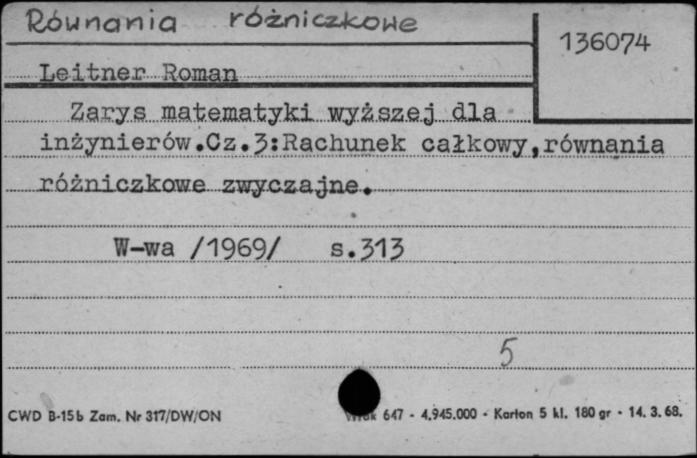 Równania różniczkowe
136074
Leitner Roman
Zarys matematyki wyższej dla
inżynierów.Cz.3:Rachunek całkowy,równania
różniczkowe zwyczajne.
W-wa /1969/ s.313
5
CWD B-15b Zam. Nr 317/DW/ON
647 - 4.945.000 - Karton 5 kl. 180 gr - 14. 3. 68.